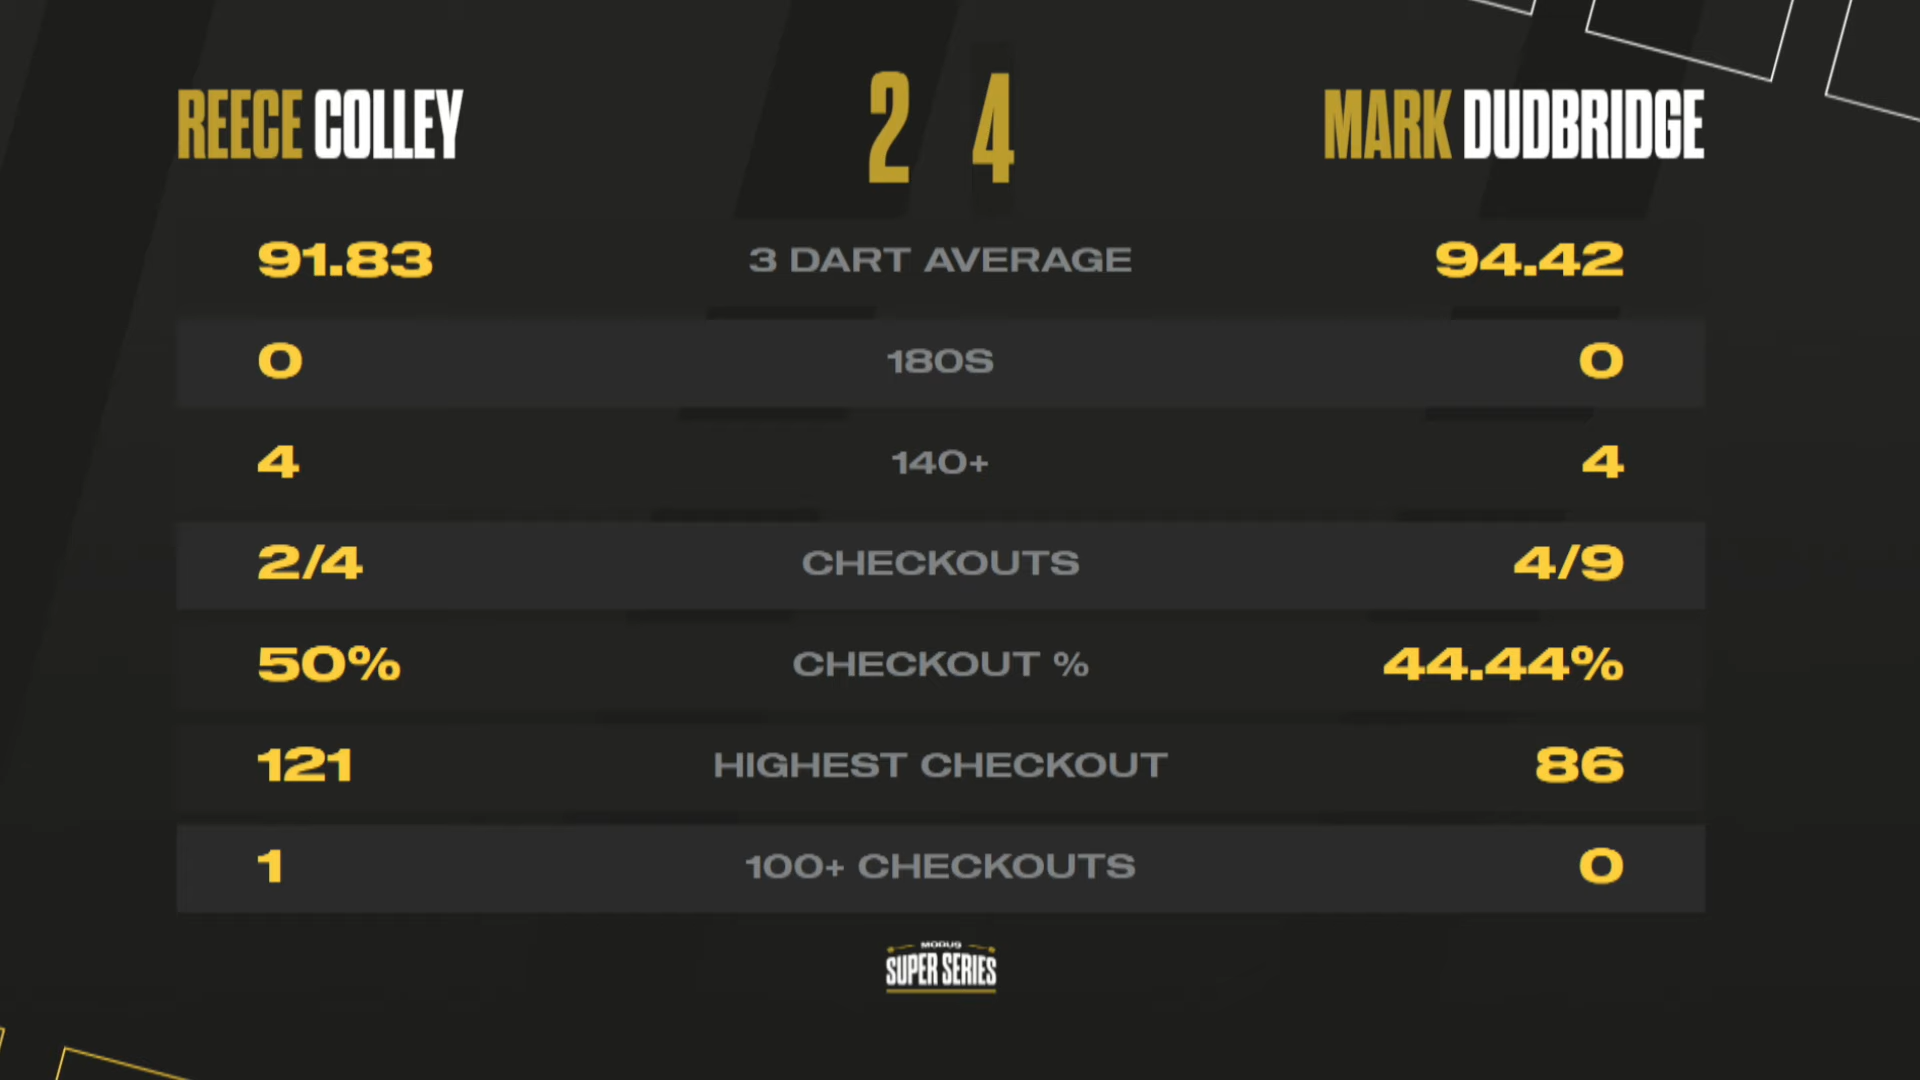 REECE COLLEY 2 4 MARK DUDBRIDGE
91.83 3 DART AVERAGE 94.42
0 180S 0
4 140+ 4
2/4 CHECKOUTS 4/9
50% CHECKOUT % 44.44%
121 HIGHEST CHECKOUT 86
1 100+ CHECKOUTS 0
MODUS
SUPER SERIES